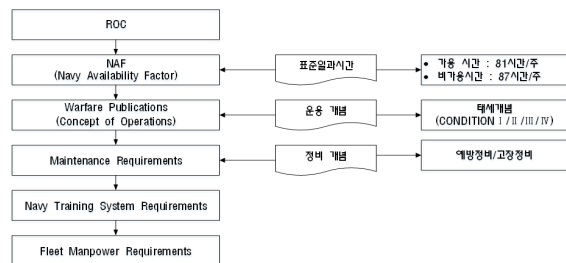 ROC
NAF
(Navy Availability Factor)
표준일과시간
• 가용 시간 : 81시간/주
• 비가용시간 : 87시간/주
Warfare Publications
(Concept of Operations)
운용 개념
태세개념
(CONDITION Ⅰ/Ⅱ/Ⅲ/Ⅳ)
Maintenance Requirements
정비 개념
예방정비/고장정비
Navy Training System Requirements
Fleet Manpower Requirements